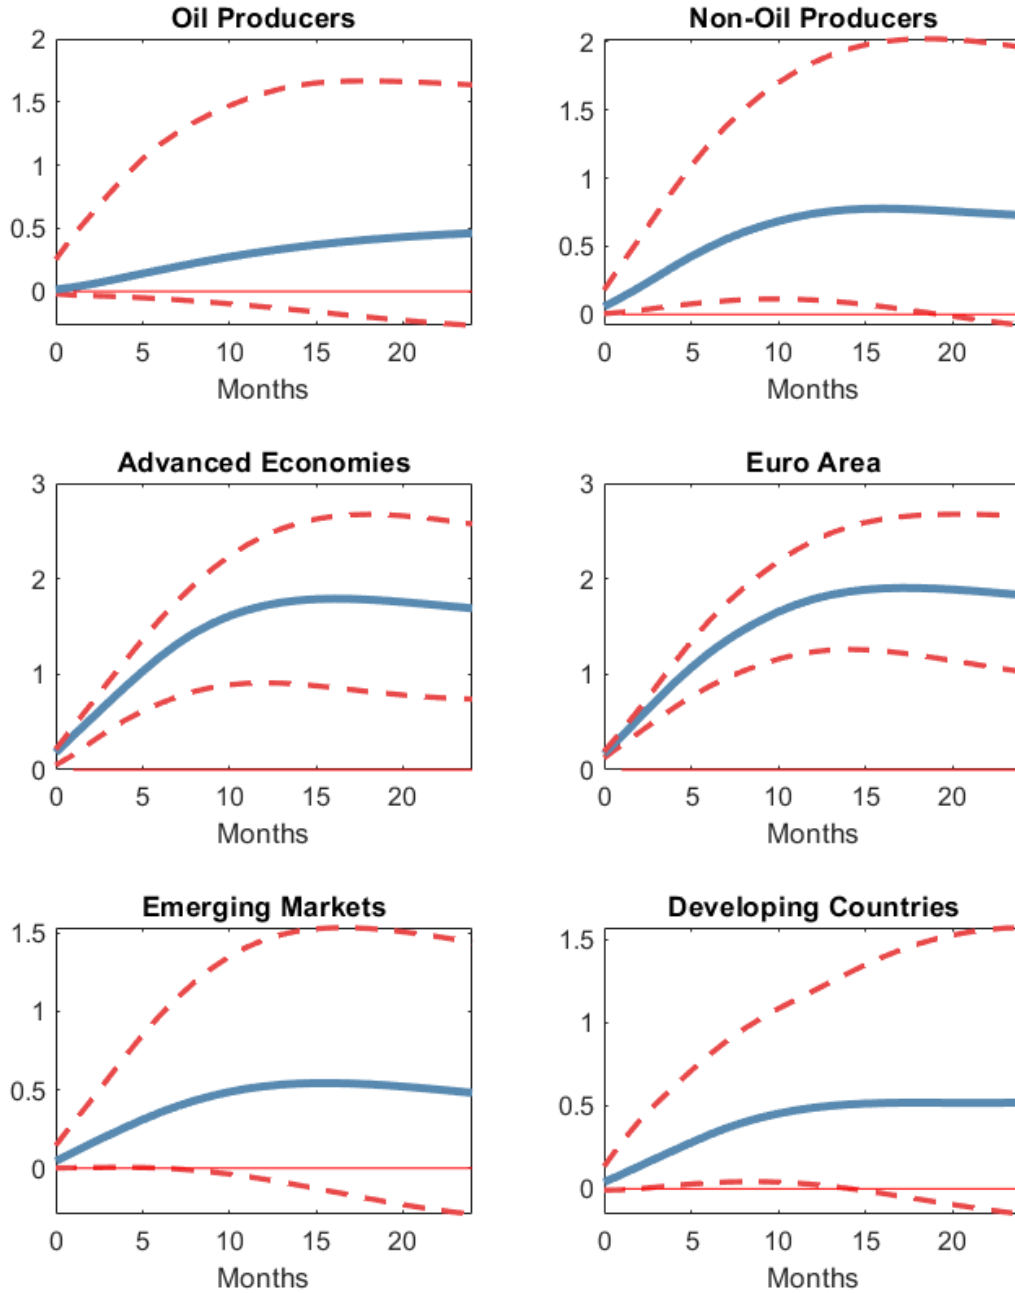 Oil Producers
2
1.5
1
0.5
0
0 5 10 15 20
Months
Non-Oil Producers
2
1.5
1
0.5
0
0 5 10 15 20
Months
Advanced Economies
3
2
1
0
0 5 10 15 20
Months
Euro Area
3
2
1
0
0 5 10 15 20
Months
Emerging Markets
1.5
1
0.5
0
0 5 10 15 20
Months
Developing Countries
1.5
1
0.5
0
0 5 10 15 20
Months